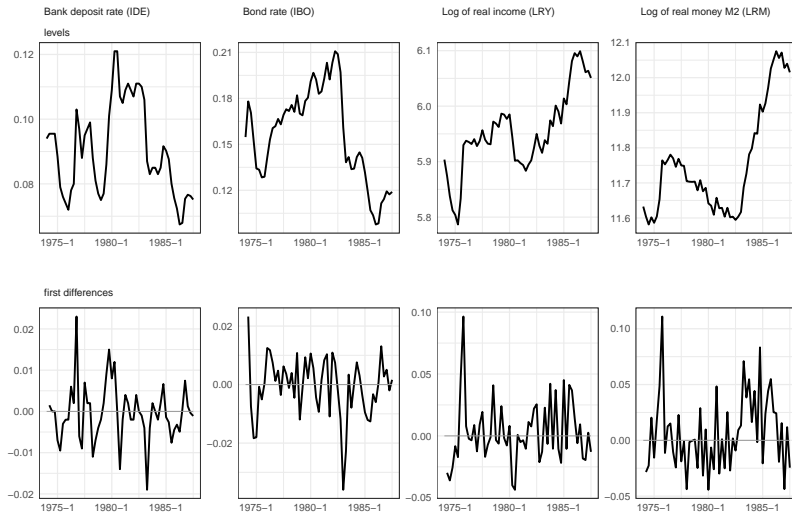 Bank deposit rate (IDE) Bond rate (IBO) Log of real income (LRY) Log of real money M2 (LRM)
levels
0.12 0.10 0.08
0.21 0.18 0.15 0.12
6.1 6.0 5.9 5.8
12.1 12.0 11.9 11.8 11.7 11.6
1975−1 1980−1 1985−1 1975−1 1980−1 1985−1 1975−1 1980−1 1985−1 1975−1 1980−1 1985−1
first differences
0.02 0.01 0.00 −0.01 −0.02
0.02 0.00 −0.02
0.10 0.05 0.00 −0.05
0.10 0.05 0.00 −0.05
1975−1 1980−1 1985−1 1975−1 1980−1 1985−1 1975−1 1980−1 1985−1 1975−1 1980−1 1985−1